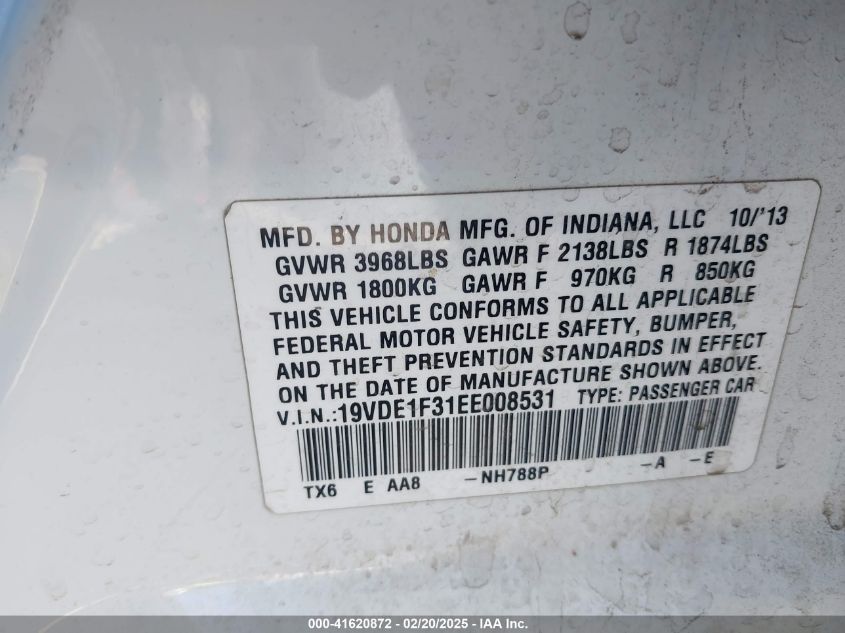 MFD. BY HONDA MFG. OF INDIANA, LLC 10/'13
GVWR 3968LBS GAWR F 2138LBS R 1874LBS
GVWR 1800KG GAWR F 970KG R 850KG
THIS VEHICLE CONFORMS TO ALL APPLICABLE
FEDERAL MOTOR VEHICLE SAFETY, BUMPER,
AND THEFT PREVENTION STANDARDS IN EFFECT
ON THE DATE OF MANUFACTURE SHOWN ABOVE.
V.I.N.:19VDE1F31EE008531 TYPE: PASSENGER CAR
TX6 E AA8 -NH788P -A -E
000-41620872 - 02/20/2025 - IAA Inc.